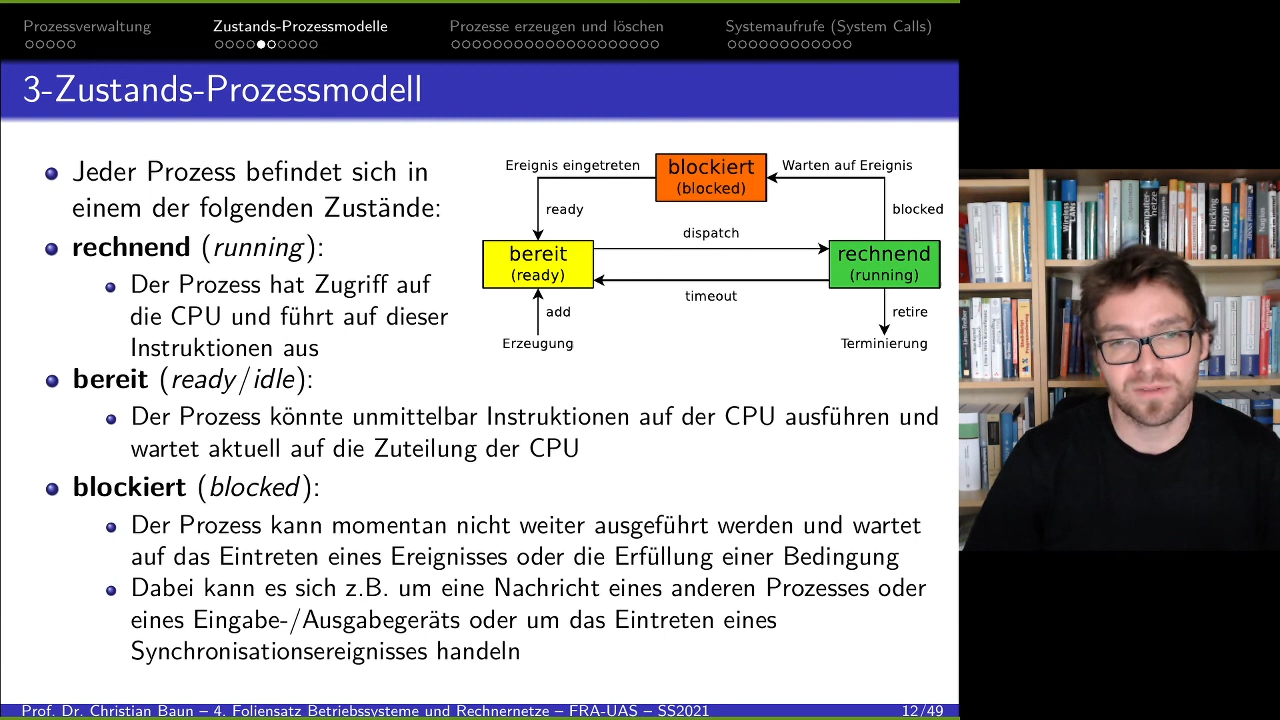 Prozessverwaltung
Zustands-Prozessmodelle
Prozesse erzeugen und löschen
Systemaufrufe (System Calls)
3-Zustands-Prozessmodell
Jeder Prozess befindet sich in
einem der folgenden Zustände:
rechnend (running):
Der Prozess hat Zugriff auf
die CPU und führt auf dieser
Instruktionen aus
Ereignis eingetreten
blockiert
(blocked)
Warten auf Ereignis
ready
blocked
dispatch
bereit
(ready)
rechnend
(running)
timeout
add
retire
Erzeugung
Terminierung
bereit (ready/idle):
Der Prozess könnte unmittelbar Instruktionen auf der CPU ausführen und
wartet aktuell auf die Zuteilung der CPU
blockiert (blocked):
Der Prozess kann momentan nicht weiter ausgeführt werden und wartet
auf das Eintreten eines Ereignisses oder die Erfüllung einer Bedingung
Dabei kann es sich z.B. um eine Nachricht eines anderen Prozesses oder
eines Eingabe-/Ausgabegeräts oder um das Eintreten eines
Synchronisationsereignisses handeln
Prof. Dr. Christian Baun – 4. Foliensatz Betriebssysteme und Rechnernetze – FRA-UAS – SS2021
12/49
Wireless
LANs
Computer-
netze
Hacking
TCP/IP